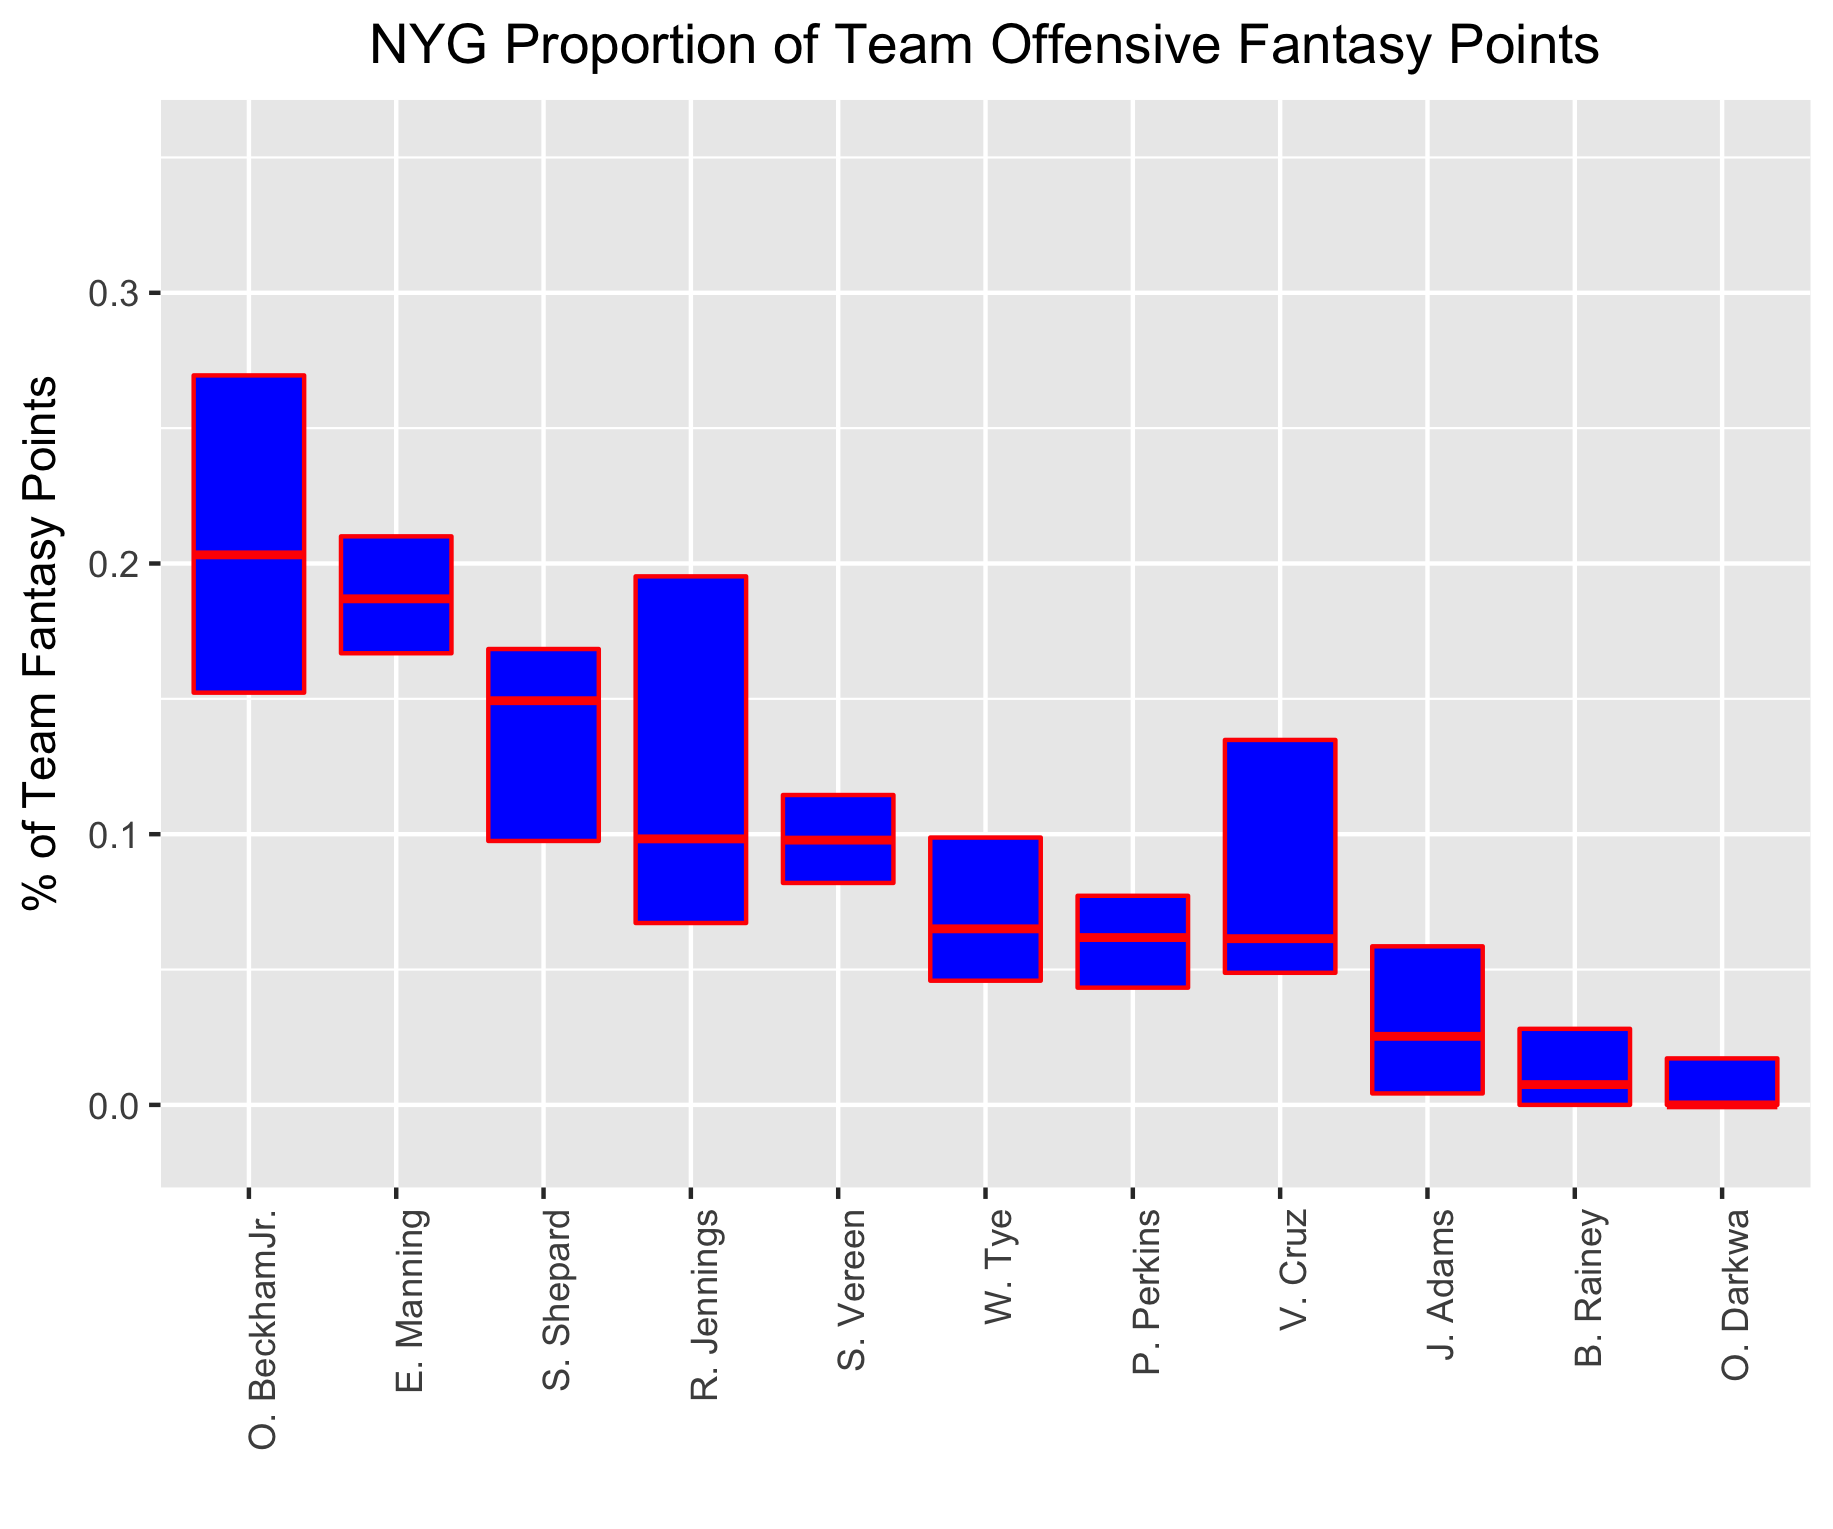 NYG Proportion of Team Offensive Fantasy Points
% of Team Fantasy Points
0.3
0.2
0.1
0.0
O. BeckhamJr.
E. Manning
S. Shepard
R. Jennings
S. Vereen
W. Tye
P. Perkins
V. Cruz
J. Adams
B. Rainey
O. Darkwa